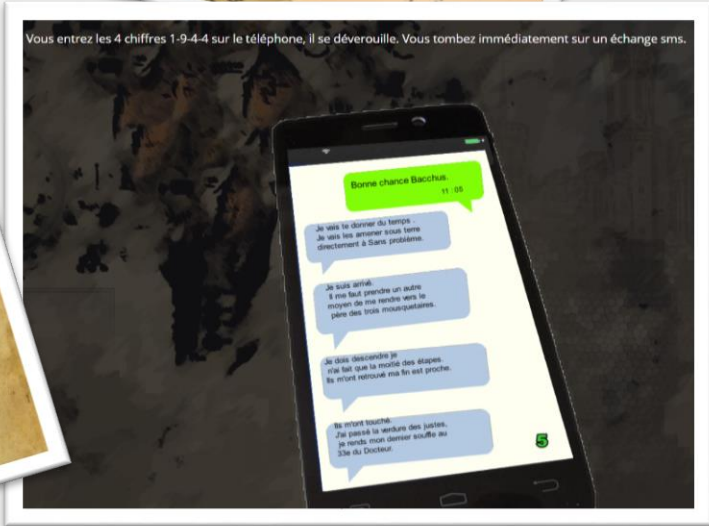 Vous entrez les 4 chiffres 1-9-4-4 sur le téléphone, il se déverouille. Vous tombez immédiatement sur un échange sms.
Bonne chance Bacchus.
11 : 08
Je vais te donner du temps .
Je vais les amener sous terre
directement à Sans problème.
Je suis arrivé.
Il me faut prendre un autre
moyen de me rendre vers le
père des trois mousquetaires.
Je dois descendre je
n'ai fait que la moitié des étapes.
Ils m'ont retrouvé ma fin est proche.
Ils m'ont touché.
J'ai passé la verdure des justes,
je rends mon dernier souffle au
33e du Docteur.
5